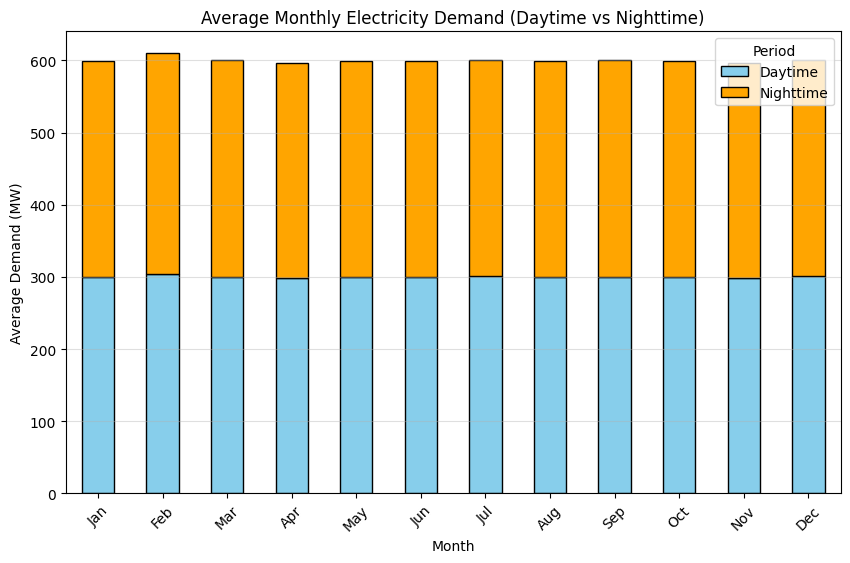 Average Monthly Electricity Demand (Daytime vs Nighttime)
Period
Daytime
Nighttime
Average Demand (MW)
600
500
400
300
200
100
0
Jan
Feb
Mar
Apr
May
Jun
Jul
Aug
Sep
Oct
Nov
Dec
Month